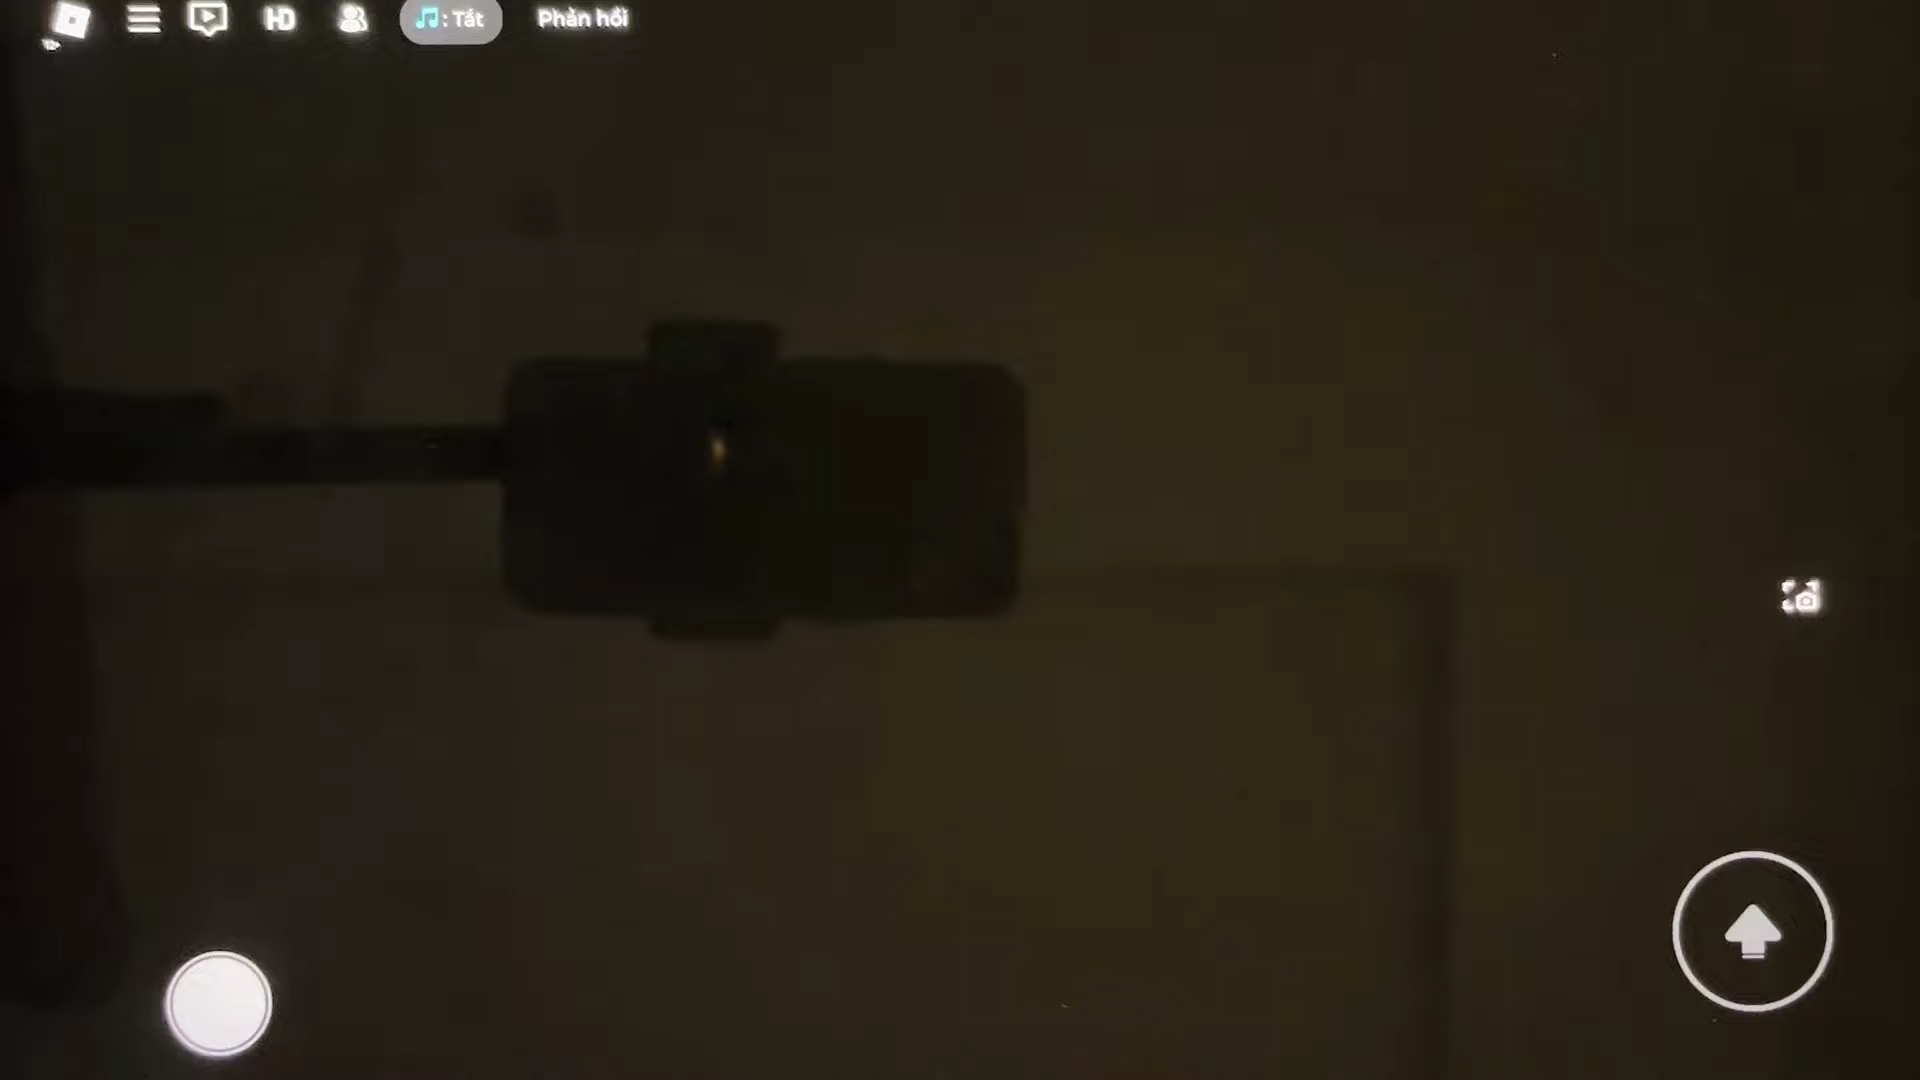 HD
: Tắt
Phản hồi